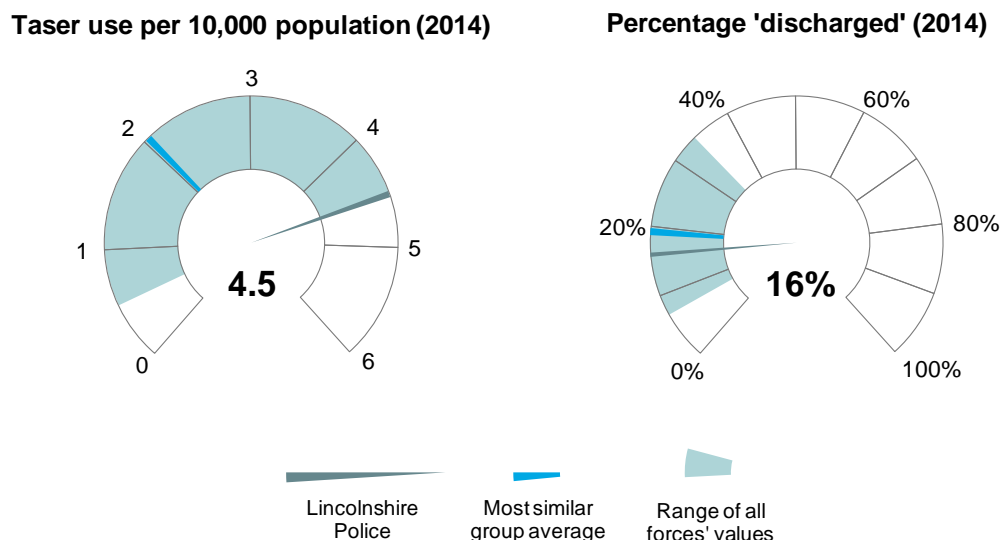 Taser use per 10,000 population (2014)
0
1
2
3
4
5
6
4.5
Percentage 'discharged' (2014)
0%
20%
40%
60%
80%
100%
16%
Lincolnshire
Police
Most similar
group average
Range of all
forces' values